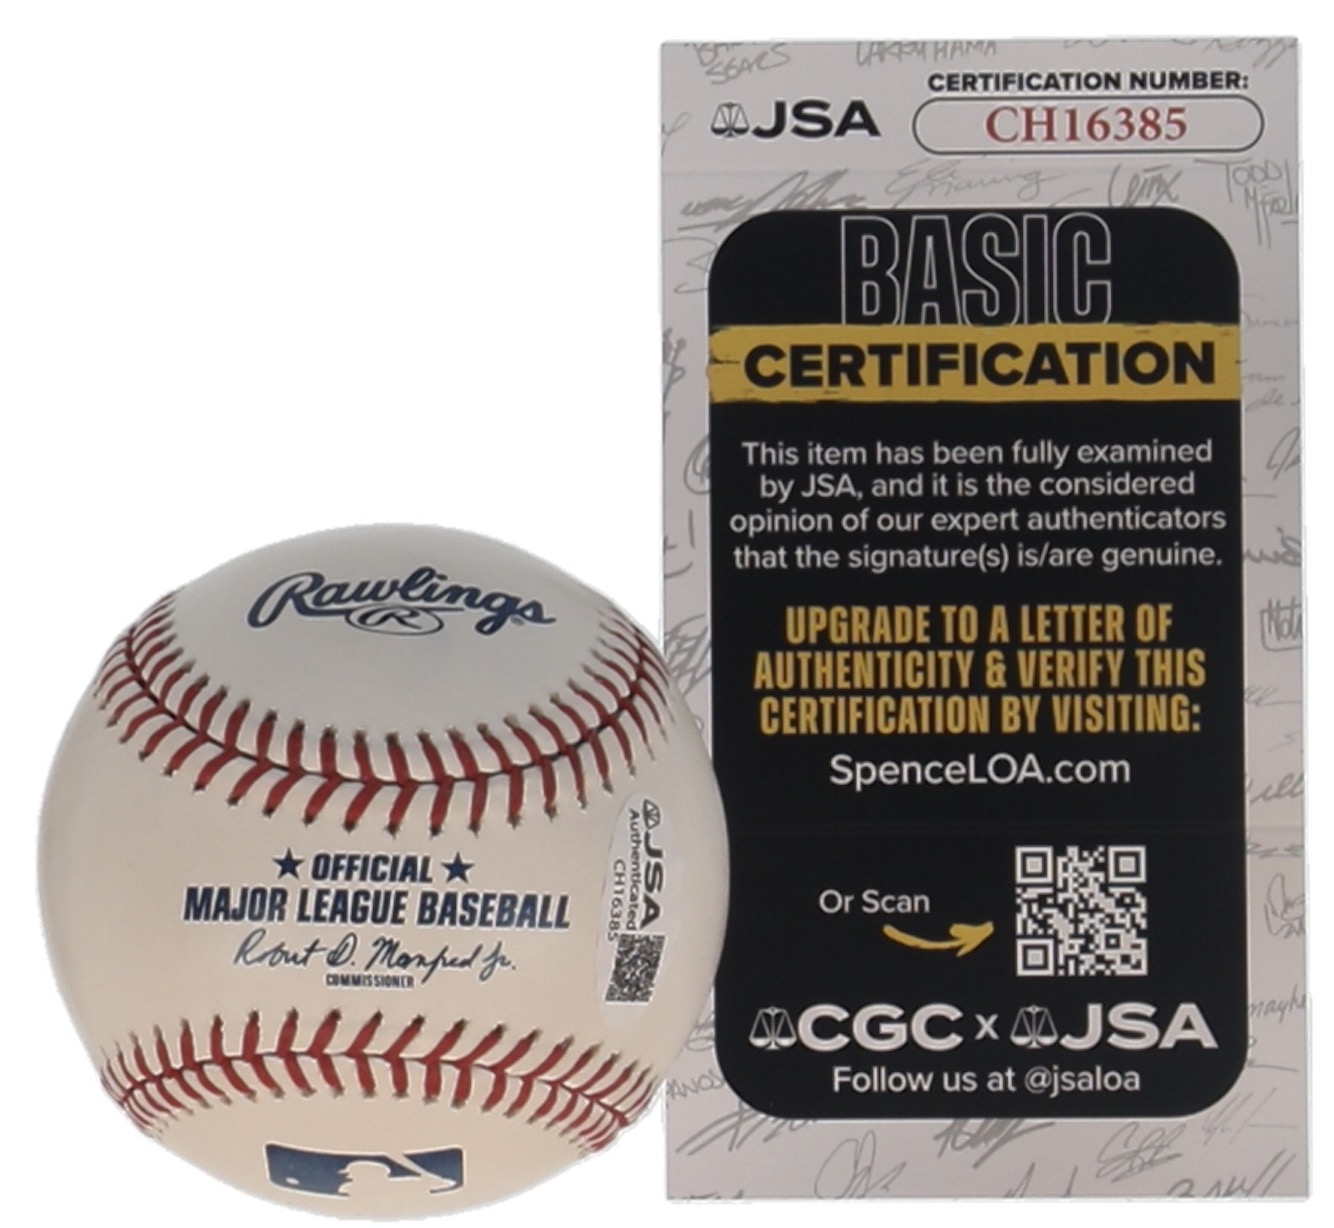 Rawlings
R
OFFICIAL
MAJOR LEAGUE BASEBALL
Robert D. Manfred Jr.
COMMISSIONER
JSA
Authenticated
CH16385
JSA
CERTIFICATION NUMBER:
CH16385
BASIC
CERTIFICATION
This item has been fully examined
by JSA, and it is the considered
opinion of our expert authenticators
that the signature(s) is/are genuine.
UPGRADE TO A LETTER OF
AUTHENTICITY & VERIFY THIS
CERTIFICATION BY VISITING:
SpenceLOA.com
Or Scan
CGC x JSA
Follow us at @jsaloa